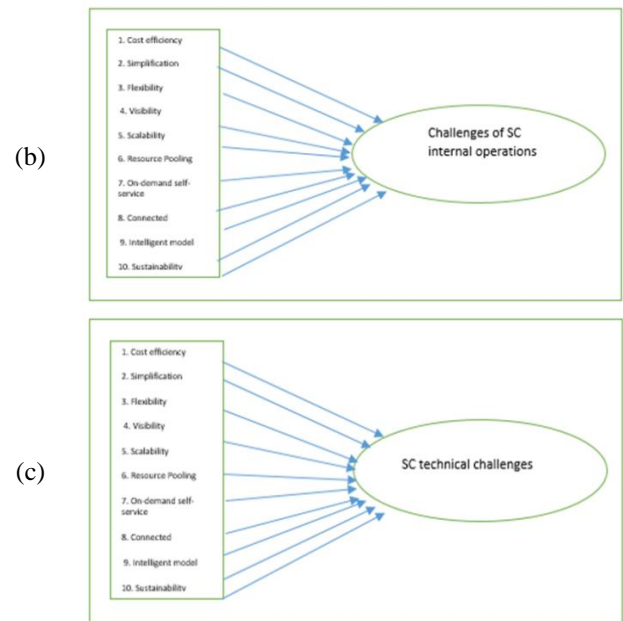 (b)
1. Cost efficiency
2. Simplification
3. Flexibility
4. Visibility
5. Scalability
6. Resource Pooling
7. On-demand self-
service
8. Connected
9. Intelligent model
10. Sustainability
Challenges of SC
internal operations
(c)
1. Cost efficiency
2. Simplification
3. Flexibility
4. Visibility
5. Scalability
6. Resource Pooling
7. On-demand self-
service
8. Connected
9. Intelligent model
10. Sustainability
SC technical challenges